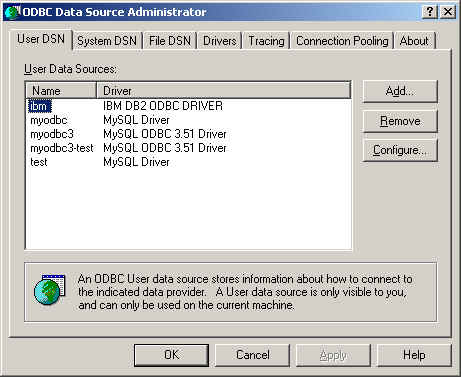 ODBC Data Source Administrator
User DSN System DSN File DSN Drivers Tracing Connection Pooling About
User Data Sources:
Name Driver
ibm IBM DB2 ODBC DRIVER
myodbc MySQL Driver
myodbc3 MySQL ODBC 3.51 Driver
myodbc3-test MySQL ODBC 3.51 Driver
test MySQL Driver
Add...
Remove
Configure...
An ODBC User data source stores information about how to connect
to the indicated data provider. A User data source is only visible to you,
and can only be used on the current machine.
OK Cancel Apply Help